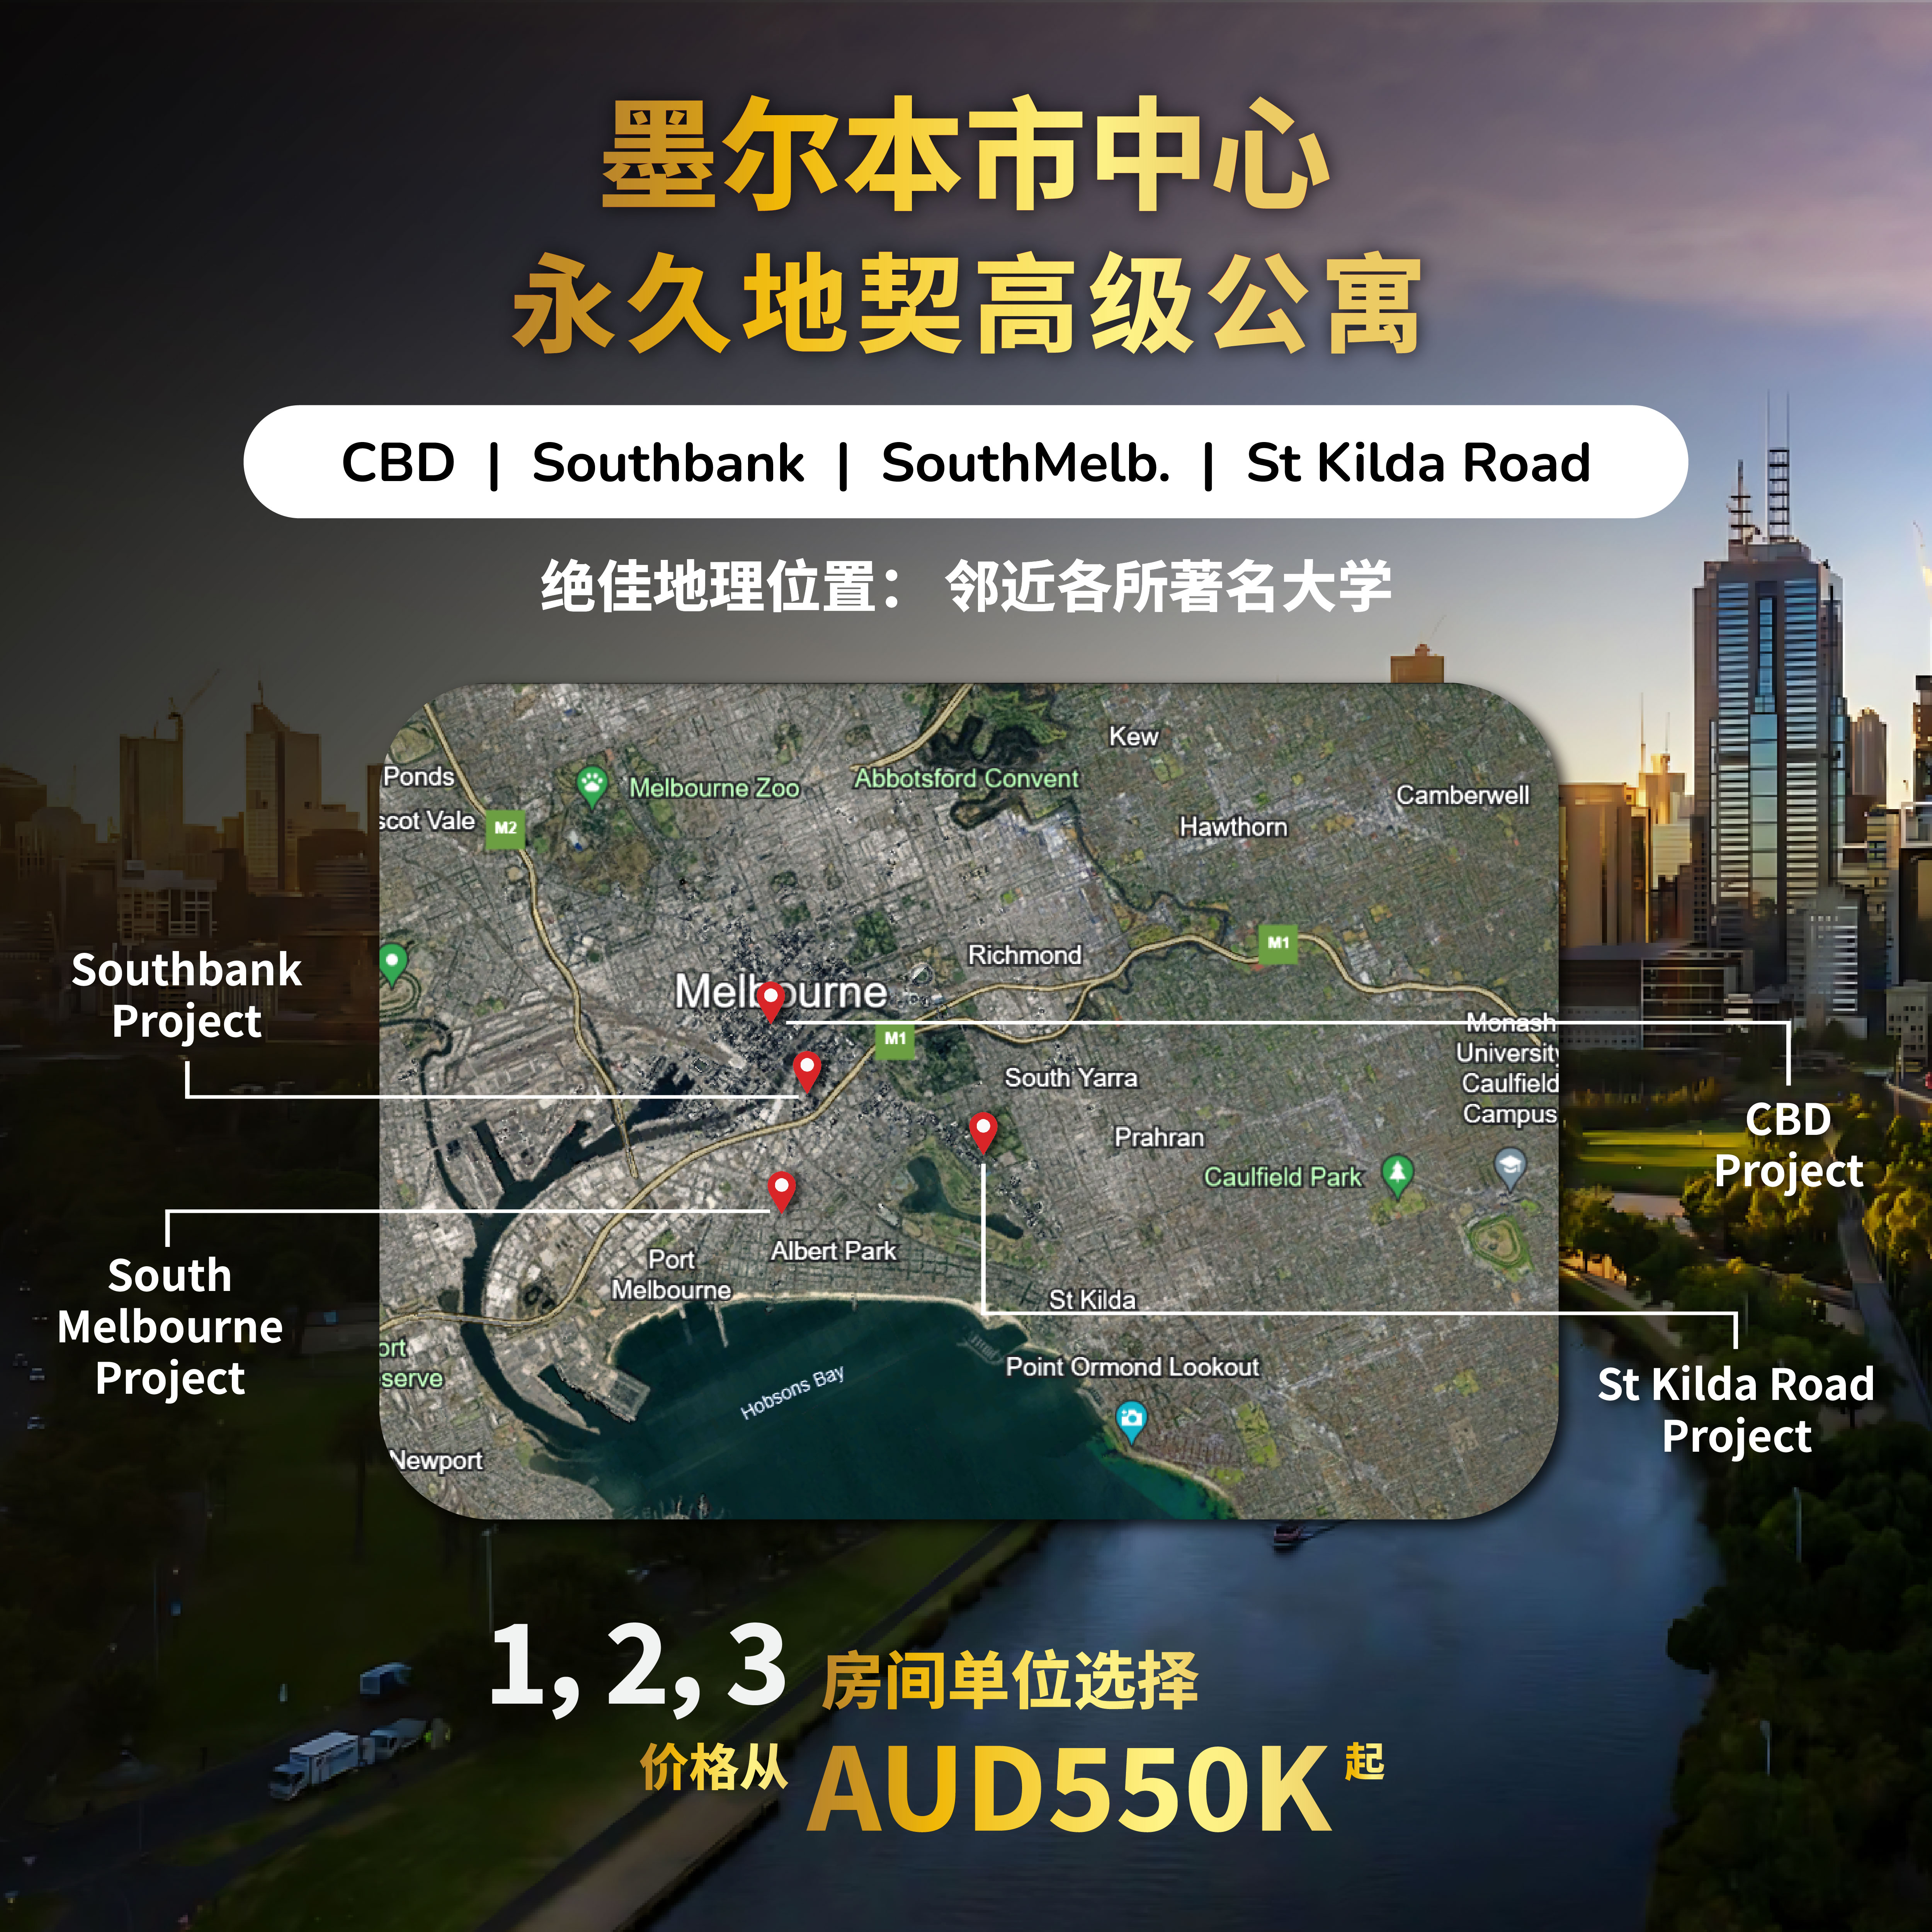 墨尔本市中心
永久地契高级公寓
CBD | Southbank | SouthMelb. | St Kilda Road
绝佳地理位置： 邻近各所著名大学
Kew
Ponds
Melbourne Zoo
Abbotsford Convent
Camberwell
scot Vale
M2
Hawthorn
Richmond
M1
Southbank
Project
Melbourne
M1
Monash
University
Caulfield
Campus
South Yarra
CBD
Project
Prahran
Caulfield Park
South
Melbourne
Project
Albert Park
Port
Melbourne
St Kilda
ort
serve
Point Ormond Lookout
Hobsons Bay
St Kilda Road
Project
Newport
1, 2, 3 房间单位选择
价格从 AUD550K 起